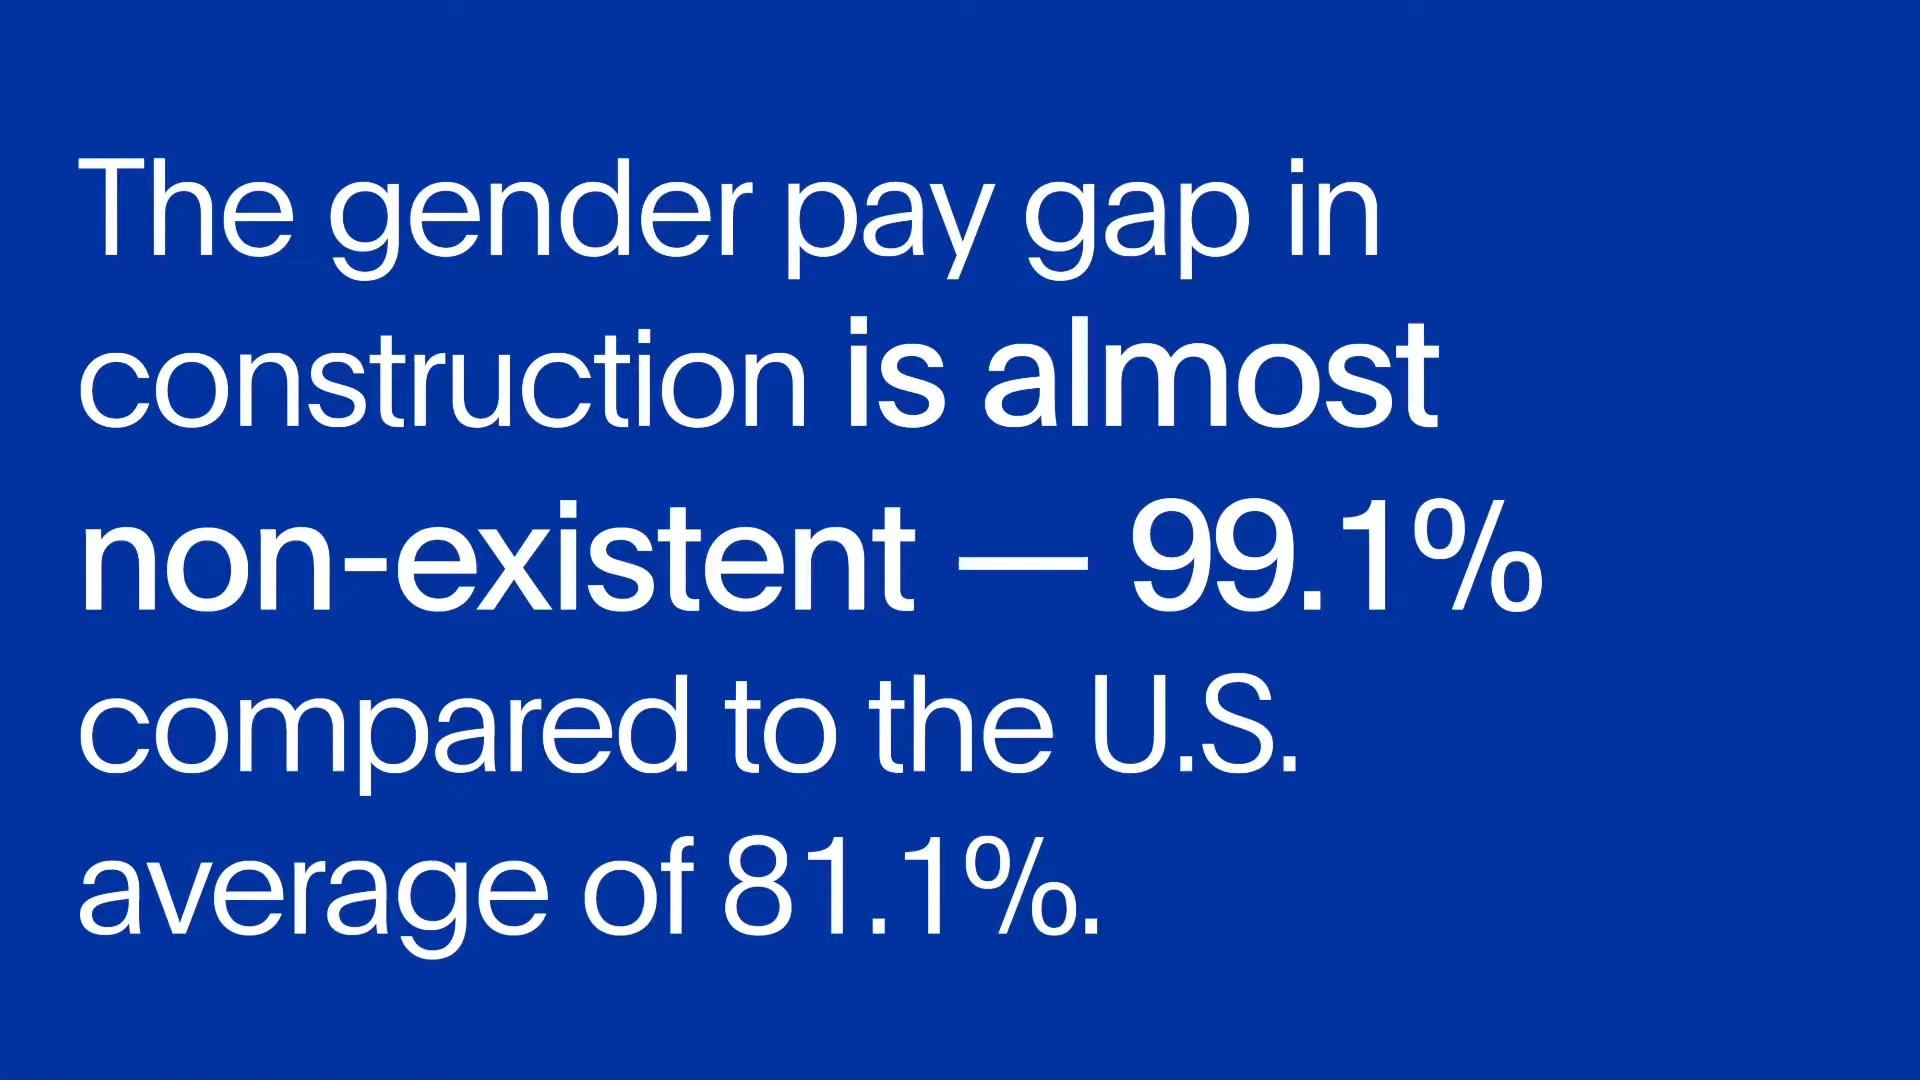 The gender pay gap in
construction is almost
non-existent — 99.1%
compared to the U.S.
average of 81.1%.